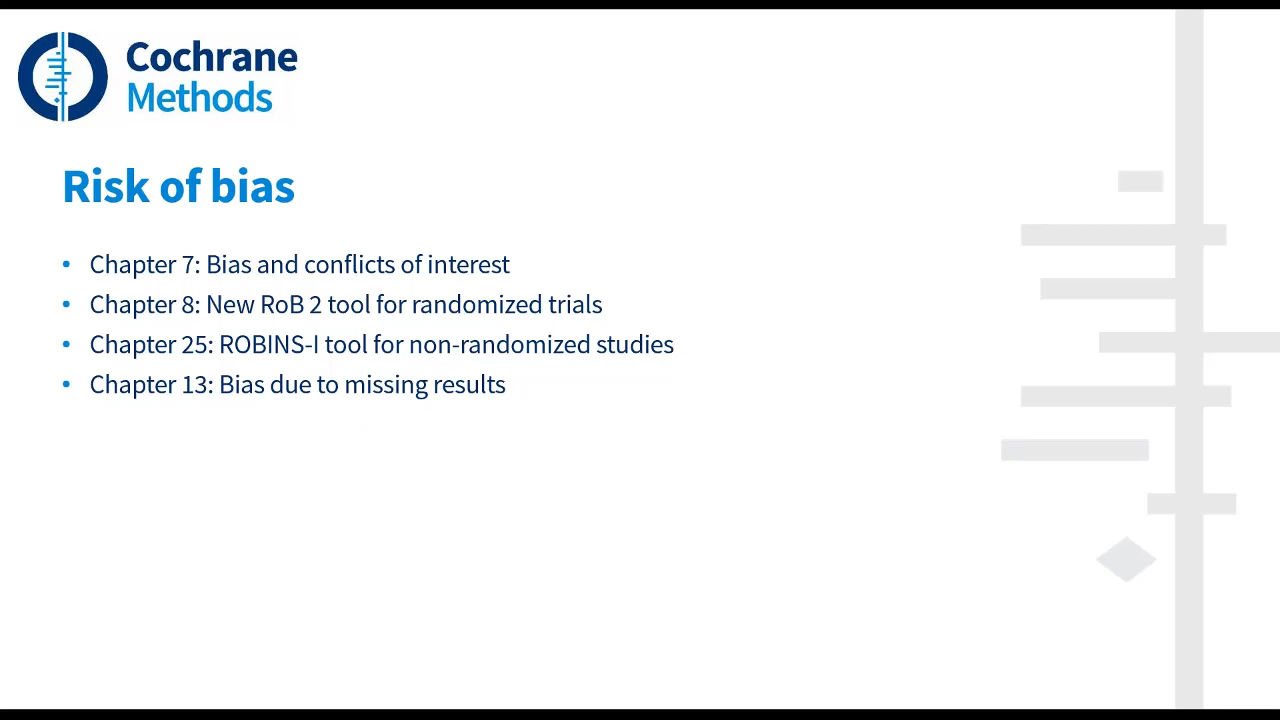 Cochrane
Methods
Risk of bias
• Chapter 7: Bias and conflicts of interest
• Chapter 8: New RoB 2 tool for randomized trials
• Chapter 25: ROBINS-I tool for non-randomized studies
• Chapter 13: Bias due to missing results